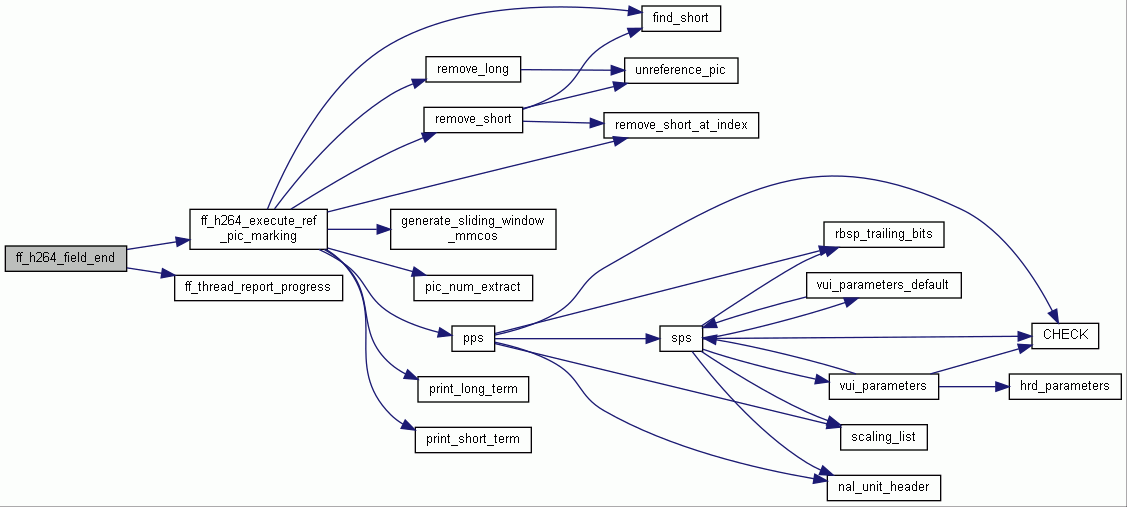 find_short
remove_long
unreference_pic
remove_short
remove_short_at_index
ff_h264_execute_ref
_pic_marking
generate_sliding_window
_mmcos
rbsp_trailing_bits
ff_h264_field_end
ff_thread_report_progress
pic_num_extract
vui_parameters_default
pps
sps
CHECK
print_long_term
vui_parameters
hrd_parameters
print_short_term
scaling_list
nal_unit_header